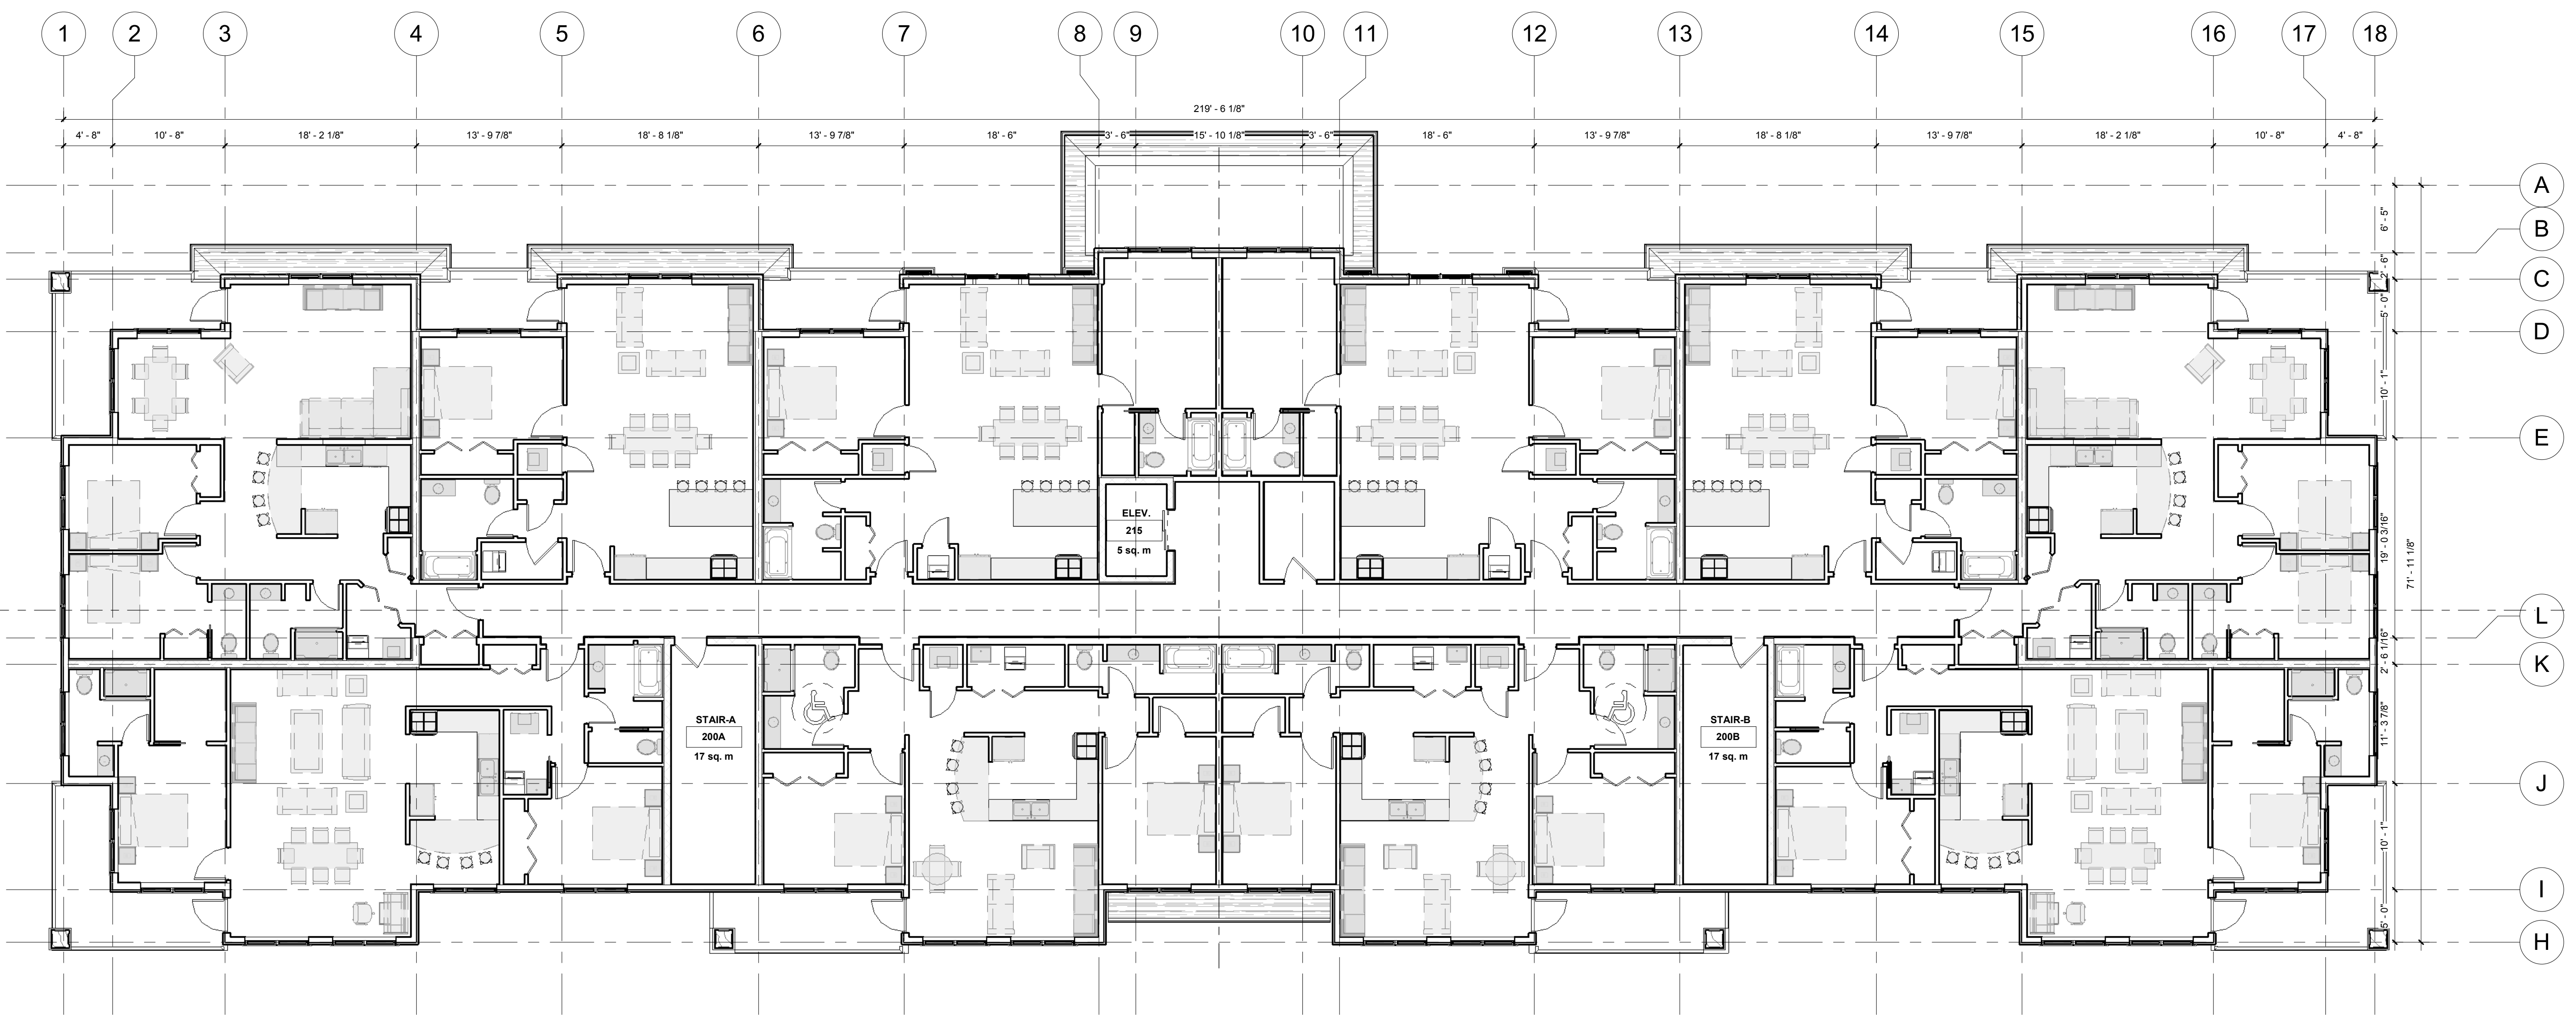 1 2 3 4 5 6 7 8 9 10 11 12 13 14 15 16 17 18
219' - 6 1/8"
4' - 8" 10' - 8" 18' - 2 1/8" 13' - 9 7/8" 18' - 8 1/8" 13' - 9 7/8" 18' - 6" 3' - 6" 15' - 10 1/8" 3' - 6" 18' - 6" 13' - 9 7/8" 18' - 8 1/8" 13' - 9 7/8" 18' - 2 1/8" 10' - 8" 4' - 8"
A
6' - 5"
B
2' - 6"
C
5' - 0"
D
10' - 1"
E
ELEV.
215
5 sq. m
19' - 0 3/16"
71' - 11 1/8"
L
2' - 6 1/16"
K
STAIR-A
200A
17 sq. m
STAIR-B
200B
17 sq. m
11' - 3 7/8"
J
10' - 1"
I
5' - 0"
H